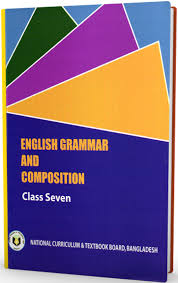 ENGLISH GRAMMAR
AND
COMPOSITION
Class Seven
NATIONAL CURRICULUM & TEXTBOOK BOARD, BANGLADESH